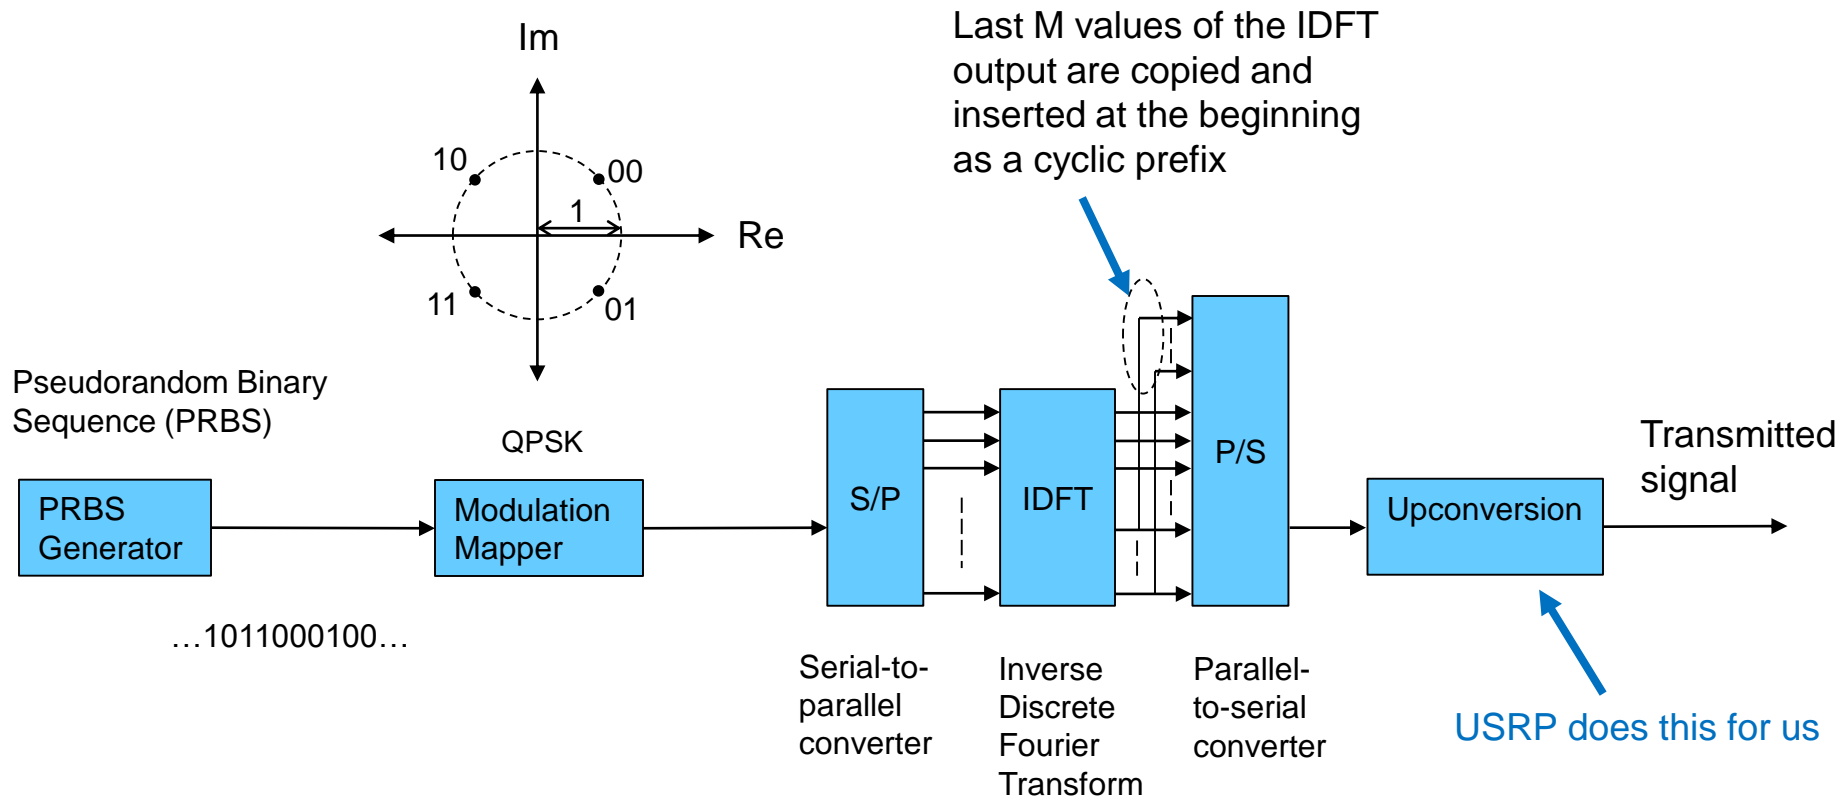 Im
Last M values of the IDFT
output are copied and
inserted at the beginning
as a cyclic prefix
10
00
1
Re
11
01
Pseudorandom Binary
Sequence (PRBS)
QPSK
PRBS
Generator
Modulation
Mapper
S/P
IDFT
P/S
Upconversion
Transmitted
signal
…1011000100…
Serial-to-
parallel
converter
Inverse
Discrete
Fourier
Transform
Parallel-
to-serial
converter
USRP does this for us